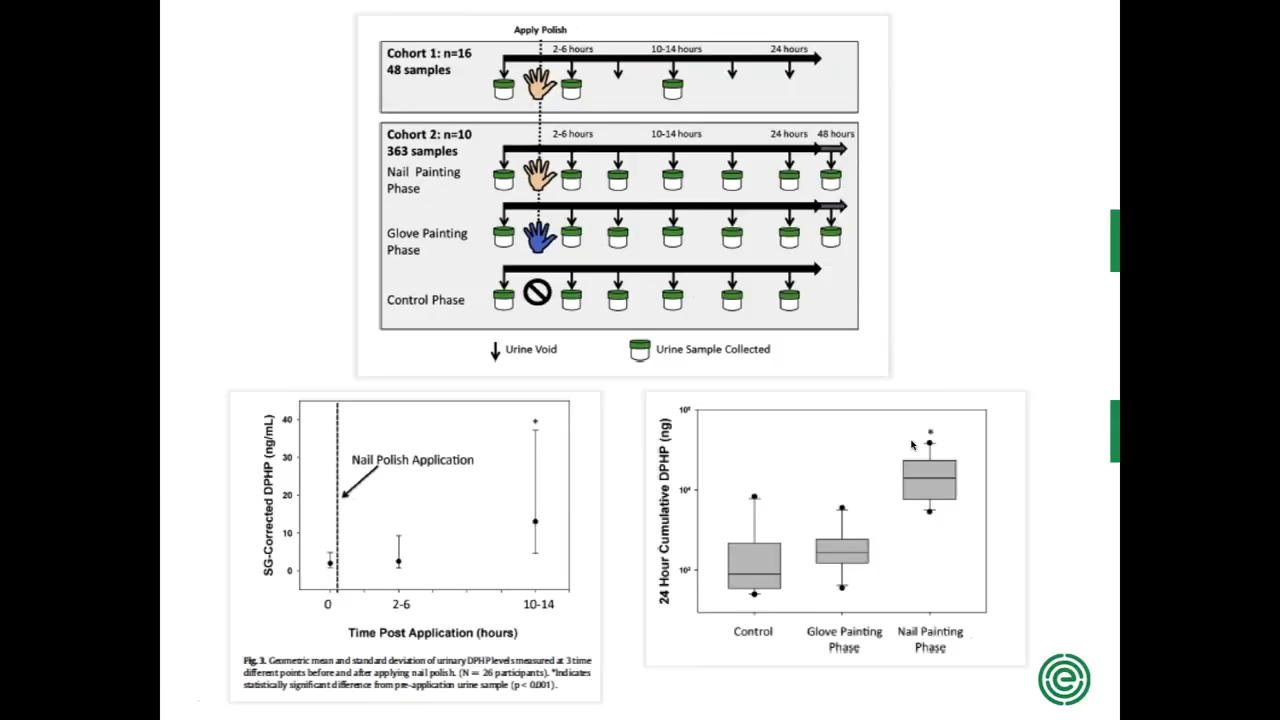 Apply Polish
Cohort 1: n=16
48 samples
2-6 hours
10-14 hours
24 hours
Cohort 2: n=10
363 samples
2-6 hours
10-14 hours
24 hours
48 hours
Nail Painting
Phase
Glove Painting
Phase
Control Phase
Urine Void
Urine Sample Collected
SG-Corrected DPHP (ng/mL)
40
30
20
10
0
*
Nail Polish Application
0
2-6
10-14
Time Post Application (hours)
Fig. 3. Geometric mean and standard deviation of urinary DPHP levels measured at 3 time
different points before and after applying nail polish. (N = 26 participants). *Indicates
statistically significant difference from pre-application urine sample (p < 0.001).
24 Hour Cumulative DPHP (ng)
*
Control
Glove Painting
Phase
Nail Painting
Phase